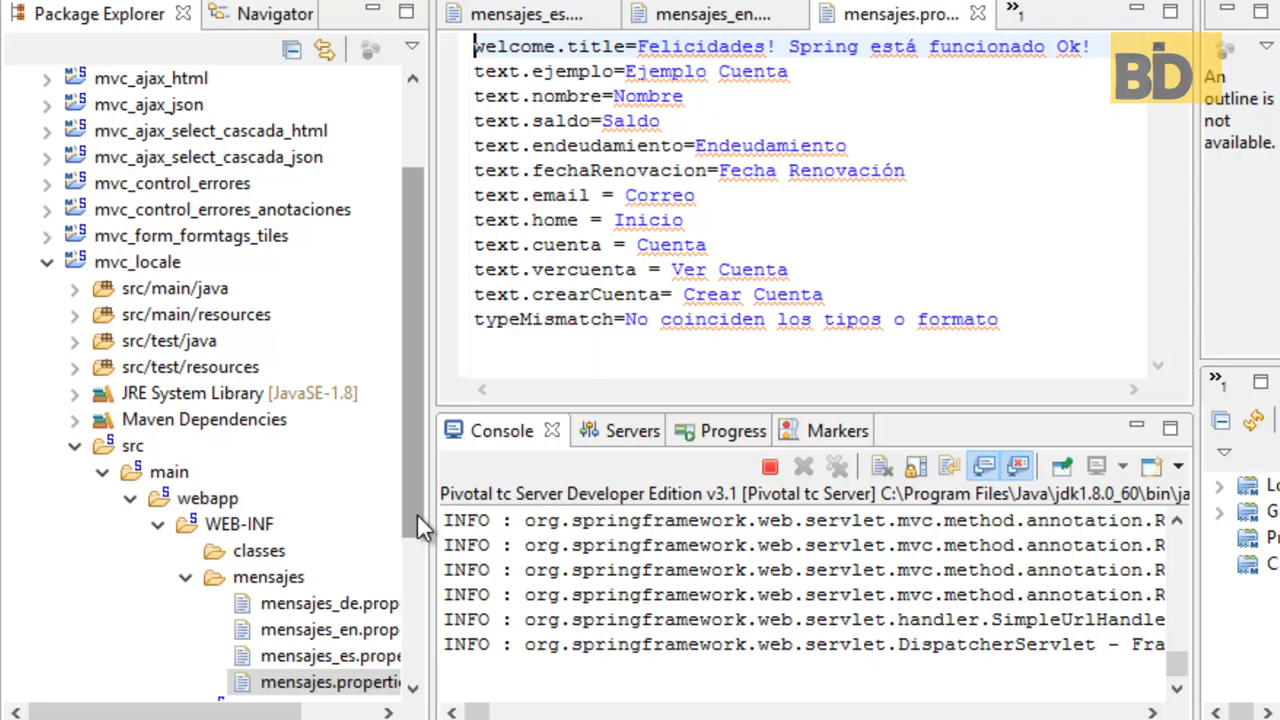 Package Explorer
Navigator
mvc_ajax_html
mvc_ajax_json
mvc_ajax_select_cascada_html
mvc_ajax_select_cascada_json
mvc_control_errores
mvc_control_errores_anotaciones
mvc_form_formtags_tiles
mvc_locale
src/main/java
src/main/resources
src/test/java
src/test/resources
JRE System Library [JavaSE-1.8]
Maven Dependencies
src
main
webapp
WEB-INF
classes
mensajes
mensajes_de.prop
mensajes_en.prop
mensajes_es.prope
mensajes.properti
mensajes_es....
mensajes_en....
mensajes.pro...
»1
welcome.title=Felicidades! Spring está funcionado Ok!
text.ejemplo=Ejemplo Cuenta
text.nombre=Nombre
text.saldo=Saldo
text.endeudamiento=Endeudamiento
text.fechaRenovacion=Fecha Renovación
text.email = Correo
text.home = Inicio
text.cuenta = Cuenta
text.vercuenta = Ver Cuenta
text.crearCuenta= Crear Cuenta
typeMismatch=No coinciden los tipos o formato
BD
An
outline is
not
available.
Console
Servers
Progress
Markers
Pivotal tc Server Developer Edition v3.1 [Pivotal tc Server] C:\Program Files\Java\jdk1.8.0_60\bin\ja
INFO : org.springframework.web.servlet.mvc.method.annotation.R
INFO : org.springframework.web.servlet.mvc.method.annotation.R
INFO : org.springframework.web.servlet.mvc.method.annotation.R
INFO : org.springframework.web.servlet.mvc.method.annotation.R
INFO : org.springframework.web.servlet.handler.SimpleUrlHandle
INFO : org.springframework.web.servlet.DispatcherServlet - Fra
»1
Lo
G
Pr
C